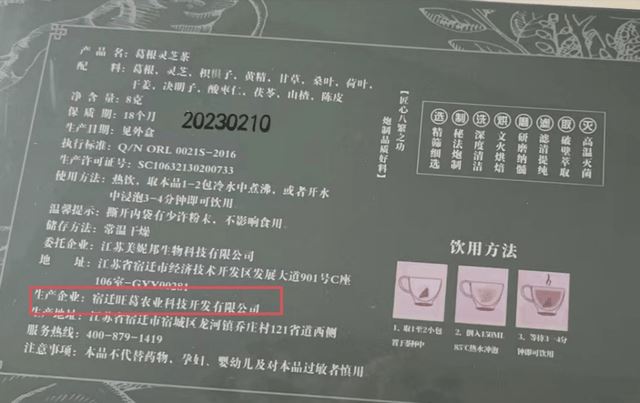 产 品 名：葛根灵芝茶
配    料：葛根，灵芝，枳椇子，黄精，甘草，桑叶，荷叶，
干姜，决明子，酸枣仁，茯苓，山楂，陈皮
净 含 量：8克
保 质 期：18个月
20230210
生产日期：见外盒
执行标准：Q/N ORL 0021S-2016
生产许可证号：SC10632130200733
使用方法：热饮，取本品1-2包冷水中煮沸，或者开水
中浸泡3-4分钟即可饮用
温馨提示：撕开内袋有少许粉末，不影响食用。
储存方法：常温干燥
委托企业：江苏美妮邦生物科技有限公司
地    址：江苏省宿迁市经济技术开发区发展大道901号C座
106室-GYY00281
生产企业：宿迁旺葛农业科技开发有限公司
生产地址：江苏省宿迁市宿城区龙河镇乔庄村121省道西侧
服务热线：400-879-1419
注意事项：本品不代替药物，孕妇、婴幼儿及对本品过敏者慎用
【匠心八繁之功
炮制品质好料】
选 精筛细选
制 秘法炮制
洗 深度清洁
烘 文火烘焙
磨 研磨纳髓
滤 滤清提纯
取 破壁萃取
灭 高温灭菌
饮用方法
1、取1至2小包
置于杯中
2、倒入150ML
85℃热水冲泡
3、等待3-4分
钟即可饮用